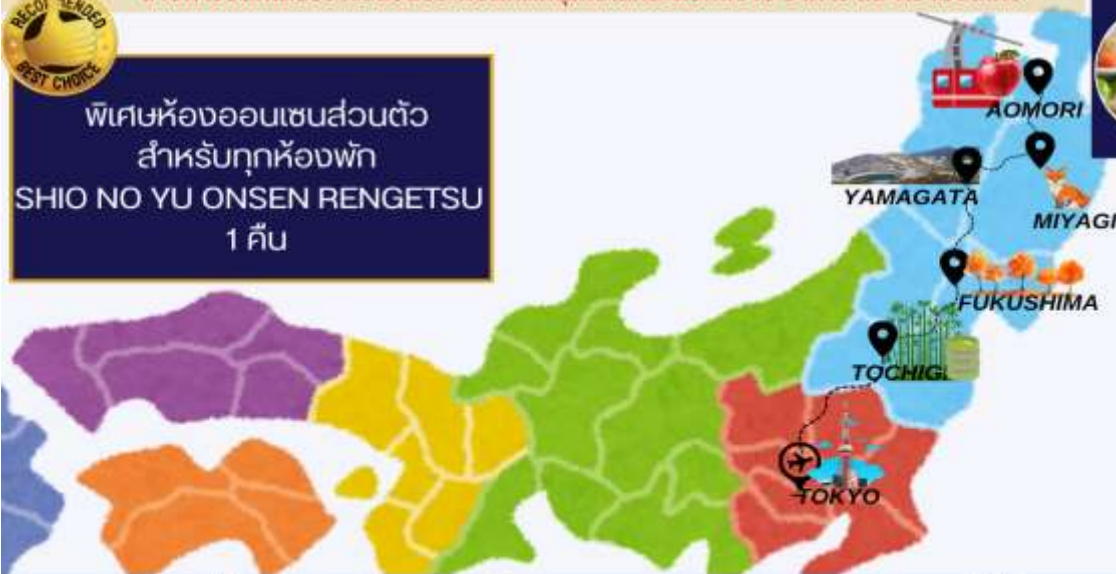 RECOMMENDED
BEST CHOICE
พิเศษห้องออนเซนส่วนตัว
สำหรับทุกห้องพัก
SHIO NO YU ONSEN RENGETSU
1 คืน
AOMORI
YAMAGATA
MIYAGI
FUKUSHIMA
TOCHIGI
TOKYO